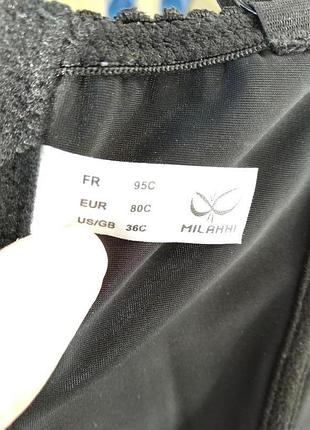 FR 95C
EUR 80C
US/GB 36C
MILAHHI